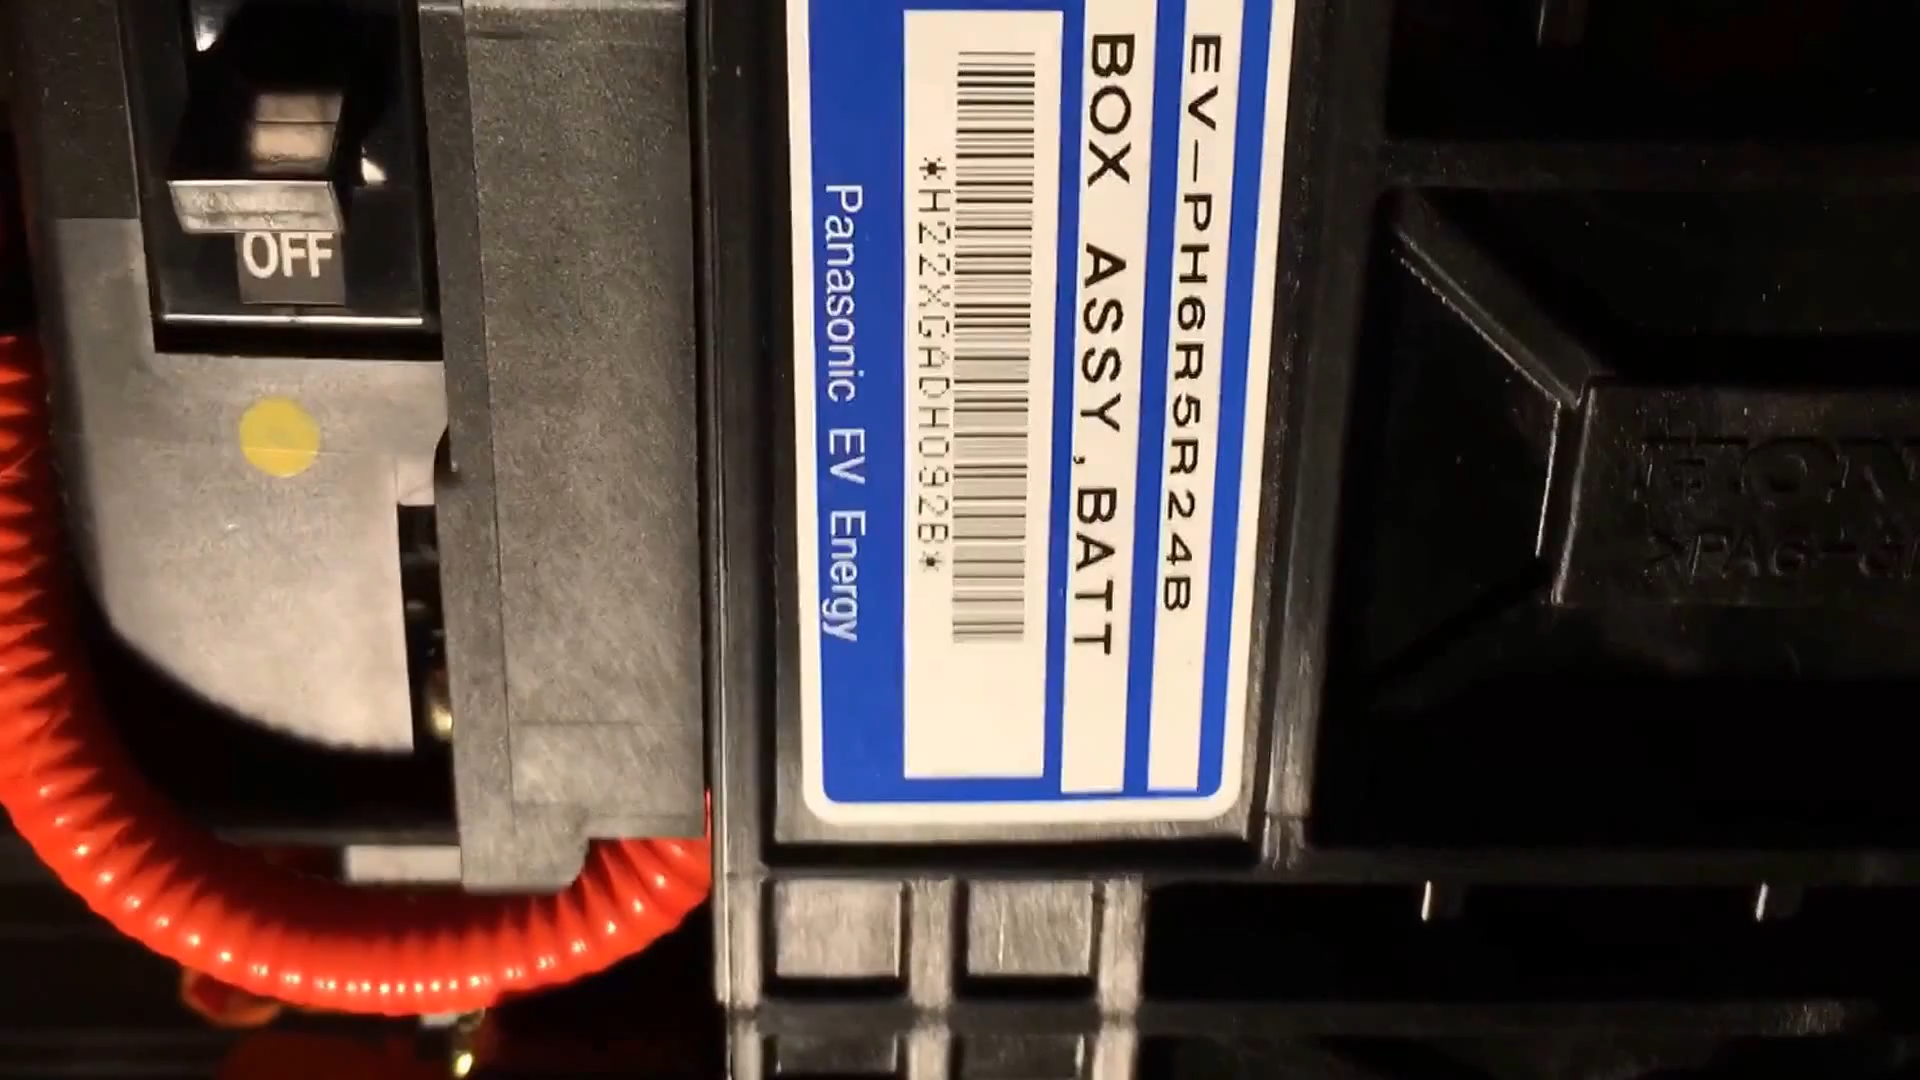 OFF
EV-PH6R5R24B
BOX ASSY, BATT
*H22XGADH092B*
Panasonic EV Energy